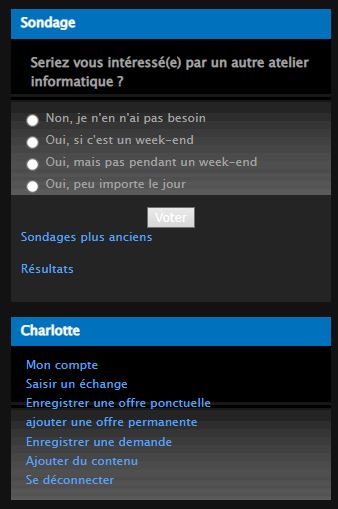 Sondage
Seriez vous intéressé(e) par un autre atelier
informatique ?
Non, je n'en n'ai pas besoin
Oui, si c'est un week-end
Oui, mais pas pendant un week-end
Oui, peu importe le jour
Voter
Sondages plus anciens
Résultats
Charlotte
Mon compte
Saisir un échange
Enregistrer une offre ponctuelle
ajouter une offre permanente
Enregistrer une demande
Ajouter du contenu
Se déconnecter